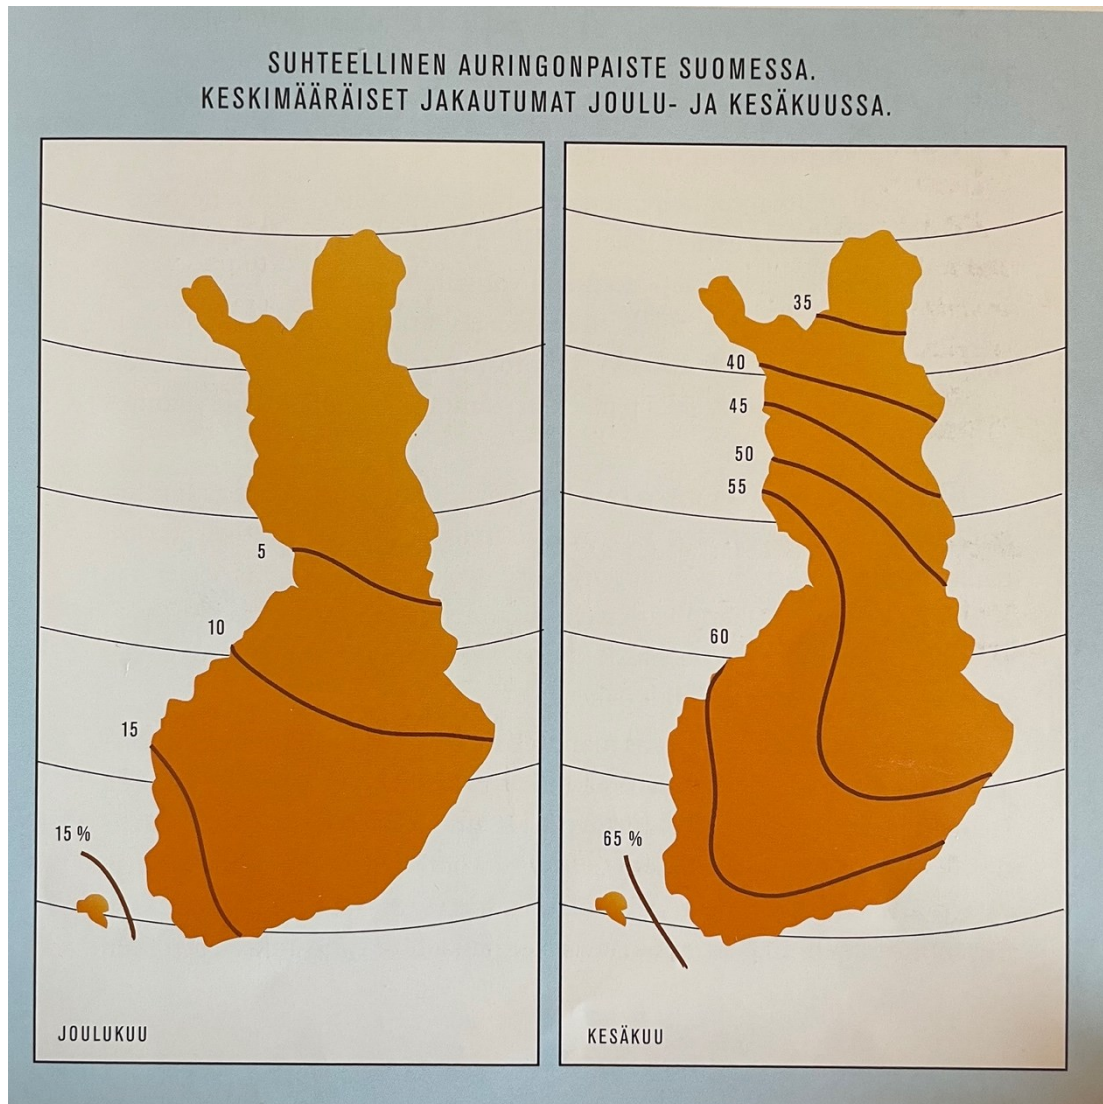 SUHTEELLINEN AURINGONPAISTE SUOMESSA.
KESKIMÄÄRÄISET JAKAUTUMAT JOULU- JA KESÄKUUSSA.
5
10
15
15 %
JOULUKUU
35
40
45
50
55
60
65 %
KESÄKUU